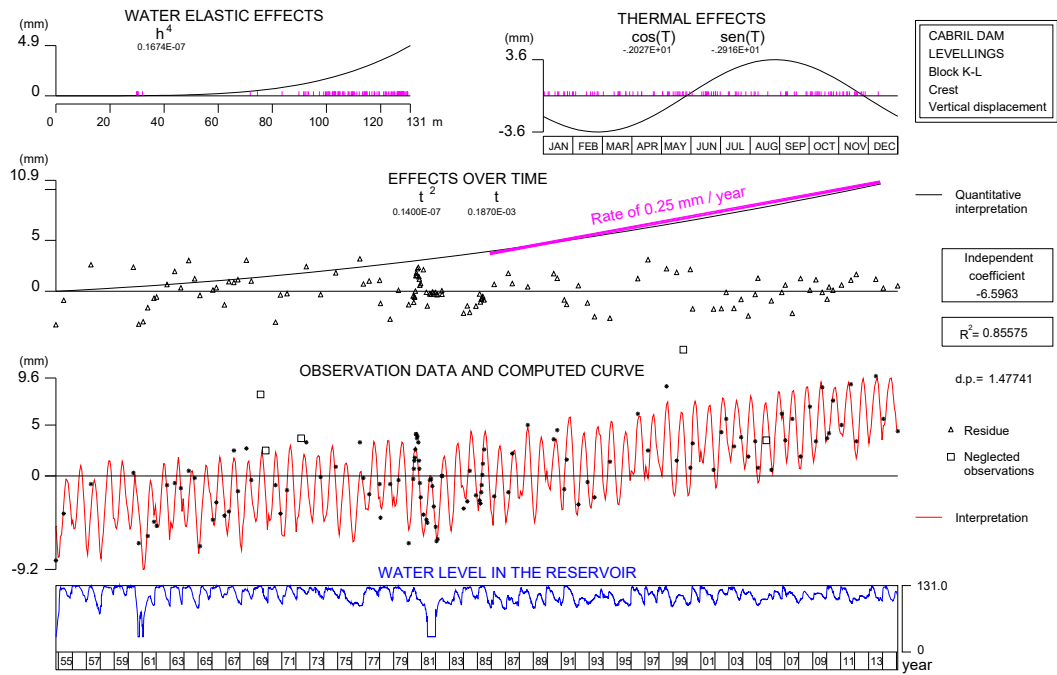 WATER ELASTIC EFFECTS
(mm)
h4
0.1674E-07
4.9
0
0 20 40 60 80 100 120 131 m
THERMAL EFFECTS
(mm)
cos(T) sen(T)
-.2027E+01 -.2916E+01
3.6
-3.6
JAN FEB MAR APR MAY JUN JUL AUG SEP OCT NOV DEC
CABRIL DAM
LEVELLINGS
Block K-L
Crest
Vertical displacement
(mm)
10.9
5
0
EFFECTS OVER TIME
t2 t
0.1400E-07 0.1870E-03
Rate of 0.25 mm / year
Quantitative
interpretation
Independent
coefficient
-6.5963
R2= 0.85575
d.p.= 1.47741
(mm)
9.6
5
0
-9.2
OBSERVATION DATA AND COMPUTED CURVE
Residue
Neglected
observations
Interpretation
WATER LEVEL IN THE RESERVOIR
131.0
0
55 57 59 61 63 65 67 69 71 73 75 77 79 81 83 85 87 89 91 93 95 97 99 01 03 05 07 09 11 13
year